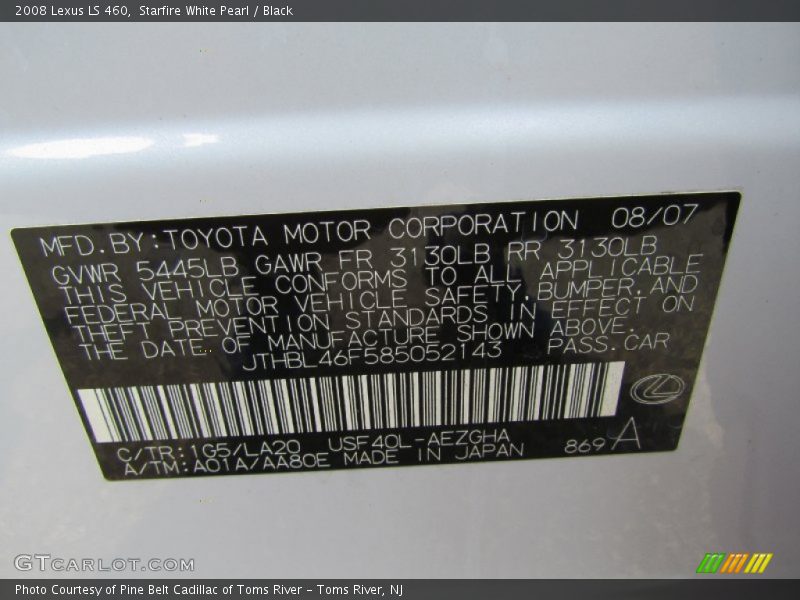 2008 Lexus LS 460, Starfire White Pearl / Black
MFD.BY:TOYOTA MOTOR CORPORATION 08/07
GVWR 5445LB GAWR FR 3130LB RR 3130LB
THIS VEHICLE CONFORMS TO ALL APPLICABLE
FEDERAL MOTOR VEHICLE SAFETY,BUMPER,AND
THEFT PREVENTION STANDARDS IN EFFECT ON
THE DATE OF MANUFACTURE SHOWN ABOVE.
JTHBL46F585052143 PASS.CAR
C/TR:1G5/LA20 USF40L-AEZGHA
A/TM:A01A/AA80E MADE IN JAPAN 869 A
GTCARLOT.COM
Photo Courtesy of Pine Belt Cadillac of Toms River – Toms River, NJ